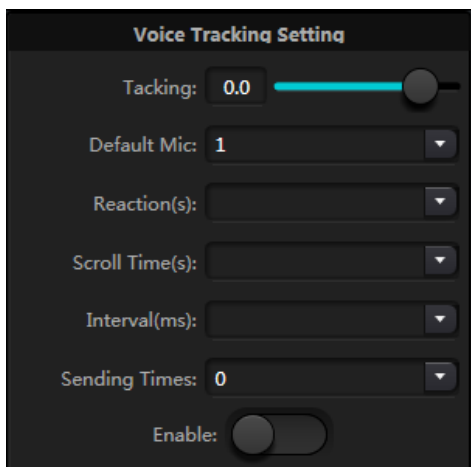 Voice Tracking Setting
Tacking: 0.0
Default Mic: 1
Reaction(s):
Scroll Time(s):
Interval(ms):
Sending Times: 0
Enable: